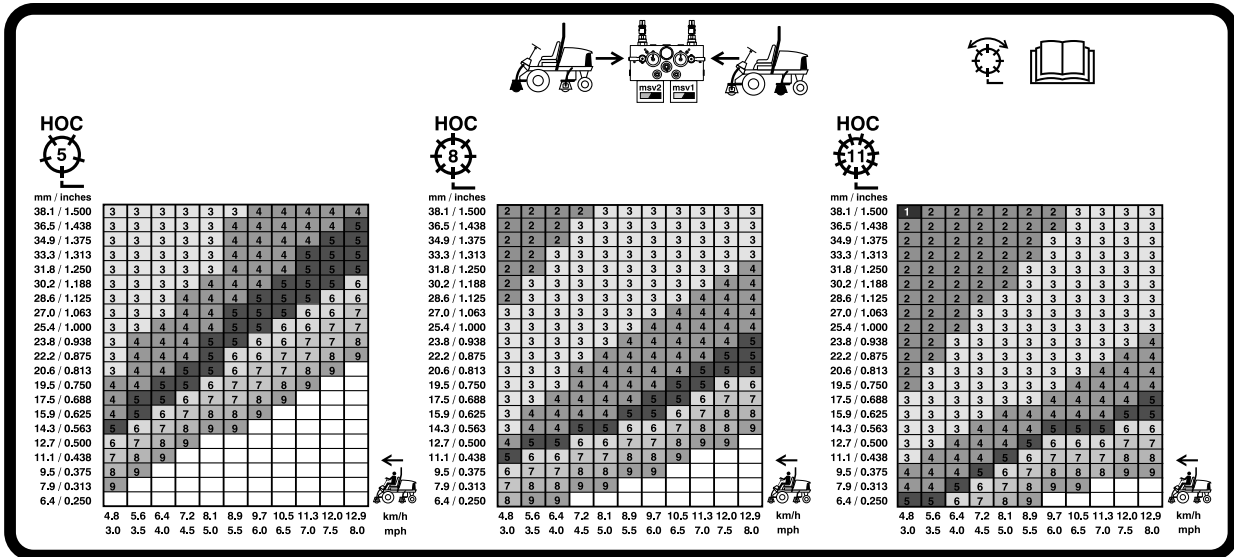 msv2 msv1
HOC
5
mm / inches
38.1 / 1.500 3 3 3 3 3 3 4 4 4 4 4
36.5 / 1.438 3 3 3 3 3 4 4 4 4 4 5
34.9 / 1.375 3 3 3 3 3 4 4 4 4 5 5
33.3 / 1.313 3 3 3 3 3 4 4 4 5 5 5
31.8 / 1.250 3 3 3 3 3 4 4 4 5 5 5
30.2 / 1.188 3 3 3 3 4 4 4 5 5 5 6
28.6 / 1.125 3 3 3 4 4 4 5 5 5 6 6
27.0 / 1.063 3 3 3 4 4 5 5 5 6 6 7
25.4 / 1.000 3 3 4 4 4 5 5 6 6 7 7
23.8 / 0.938 3 4 4 4 5 5 6 6 7 7 8
22.2 / 0.875 3 4 4 4 5 6 6 7 7 8 9
20.6 / 0.813 3 4 4 5 5 6 7 7 8 9
19.5 / 0.750 4 4 5 5 6 7 7 8 9
17.5 / 0.688 4 5 5 6 7 7 8 9
15.9 / 0.625 4 5 6 7 7 8 9
14.3 / 0.563 5 6 7 8 9 9
12.7 / 0.500 6 7 8 9
11.1 / 0.438 7 8 9
9.5 / 0.375 8 9
7.9 / 0.313 9
6.4 / 0.250
4.8 5.6 6.4 7.2 8.1 8.9 9.7 10.5 11.3 12.0 12.9 km/h
3.0 3.5 4.0 4.5 5.0 5.5 6.0 6.5 7.0 7.5 8.0 mph
HOC
8
mm / inches
38.1 / 1.500 2 2 2 2 3 3 3 3 3 3 3
36.5 / 1.438 2 2 2 3 3 3 3 3 3 3 3
34.9 / 1.375 2 2 2 3 3 3 3 3 3 3 3
33.3 / 1.313 2 2 3 3 3 3 3 3 3 3 3
31.8 / 1.250 2 2 3 3 3 3 3 3 3 3 4
30.2 / 1.188 2 3 3 3 3 3 3 3 3 4 4
28.6 / 1.125 2 3 3 3 3 3 3 3 4 4 4
27.0 / 1.063 3 3 3 3 3 3 3 4 4 4 4
25.4 / 1.000 3 3 3 3 3 3 4 4 4 4 4
23.8 / 0.938 3 3 3 3 3 4 4 4 4 4 5
22.2 / 0.875 3 3 3 3 4 4 4 4 4 5 5
20.6 / 0.813 3 3 3 4 4 4 4 4 5 5 5
19.5 / 0.750 3 3 3 4 4 4 4 5 5 6 6
17.5 / 0.688 3 3 4 4 4 4 5 5 6 7 7
15.9 / 0.625 3 4 4 4 4 5 5 6 7 7 8
14.3 / 0.563 3 4 4 5 5 6 6 7 7 8 8
12.7 / 0.500 4 5 5 6 6 7 7 8 9 9
11.1 / 0.438 5 6 6 7 7 8 8 9
9.5 / 0.375 6 7 7 8 8 9 9
7.9 / 0.313 7 7 8 9 9
6.4 / 0.250 8 9 9
4.8 5.6 6.4 7.2 8.1 8.9 9.7 10.5 11.3 12.0 12.9 km/h
3.0 3.5 4.0 4.5 5.0 5.5 6.0 6.5 7.0 7.5 8.0 mph
HOC
11
mm / inches
38.1 / 1.500 1 2 2 2 2 2 2 3 3 3 3
36.5 / 1.438 2 2 2 2 2 2 2 3 3 3 3
34.9 / 1.375 2 2 2 2 2 2 3 3 3 3 3
33.3 / 1.313 2 2 2 2 2 2 3 3 3 3 3
31.8 / 1.250 2 2 2 2 2 3 3 3 3 3 3
30.2 / 1.188 2 2 2 2 2 3 3 3 3 3 3
28.6 / 1.125 2 2 2 2 3 3 3 3 3 3 3
27.0 / 1.063 2 2 2 3 3 3 3 3 3 3 3
25.4 / 1.000 2 2 2 3 3 3 3 3 3 3 3
23.8 / 0.938 2 2 3 3 3 3 3 3 3 3 4
22.2 / 0.875 2 2 3 3 3 3 3 3 3 4 4
20.6 / 0.813 2 3 3 3 3 3 3 3 4 4 4
19.5 / 0.750 2 3 3 3 3 3 3 4 4 4 4
17.5 / 0.688 2 3 3 3 3 3 4 4 4 4 5
15.9 / 0.625 3 3 3 3 4 4 4 4 4 5 5
14.3 / 0.563 3 3 3 4 4 4 5 5 5 6 6
12.7 / 0.500 3 3 4 4 4 5 6 6 6 6 7
11.1 / 0.438 3 4 4 4 5 6 6 7 7 8 8
9.5 / 0.375 4 4 4 5 6 7 7 8 8 9 9
7.9 / 0.313 4 4 5 6 7 8 9 9
6.4 / 0.250 5 5 6 7 8 9
4.8 5.6 6.4 7.2 8.1 8.9 9.7 10.5 11.3 12.0 12.9 km/h
3.0 3.5 4.0 4.5 5.0 5.5 6.0 6.5 7.0 7.5 8.0 mph